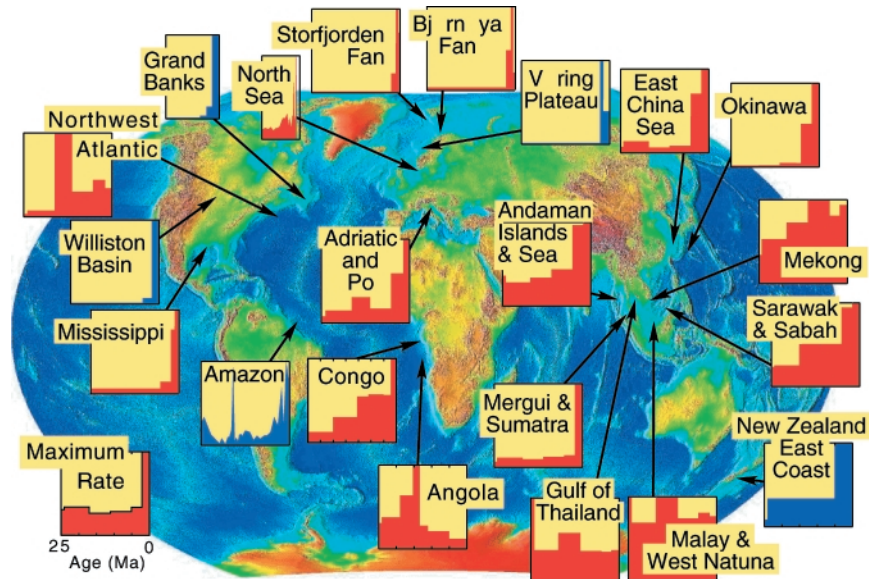 Storfjorden
Fan
Bj rn ya
Fan
Grand
Banks
North
Sea
V ring
Plateau
East
China
Sea
Okinawa
Northwest
Atlantic
Williston
Basin
Adriatic
and
Po
Andaman
Islands
& Sea
Mekong
Mississippi
Sarawak
& Sabah
Amazon
Congo
Mergui &
Sumatra
New Zealand
East
Coast
Maximum
Rate
Angola
Gulf of
Thailand
Malay &
West Natuna
25 0
Age (Ma)